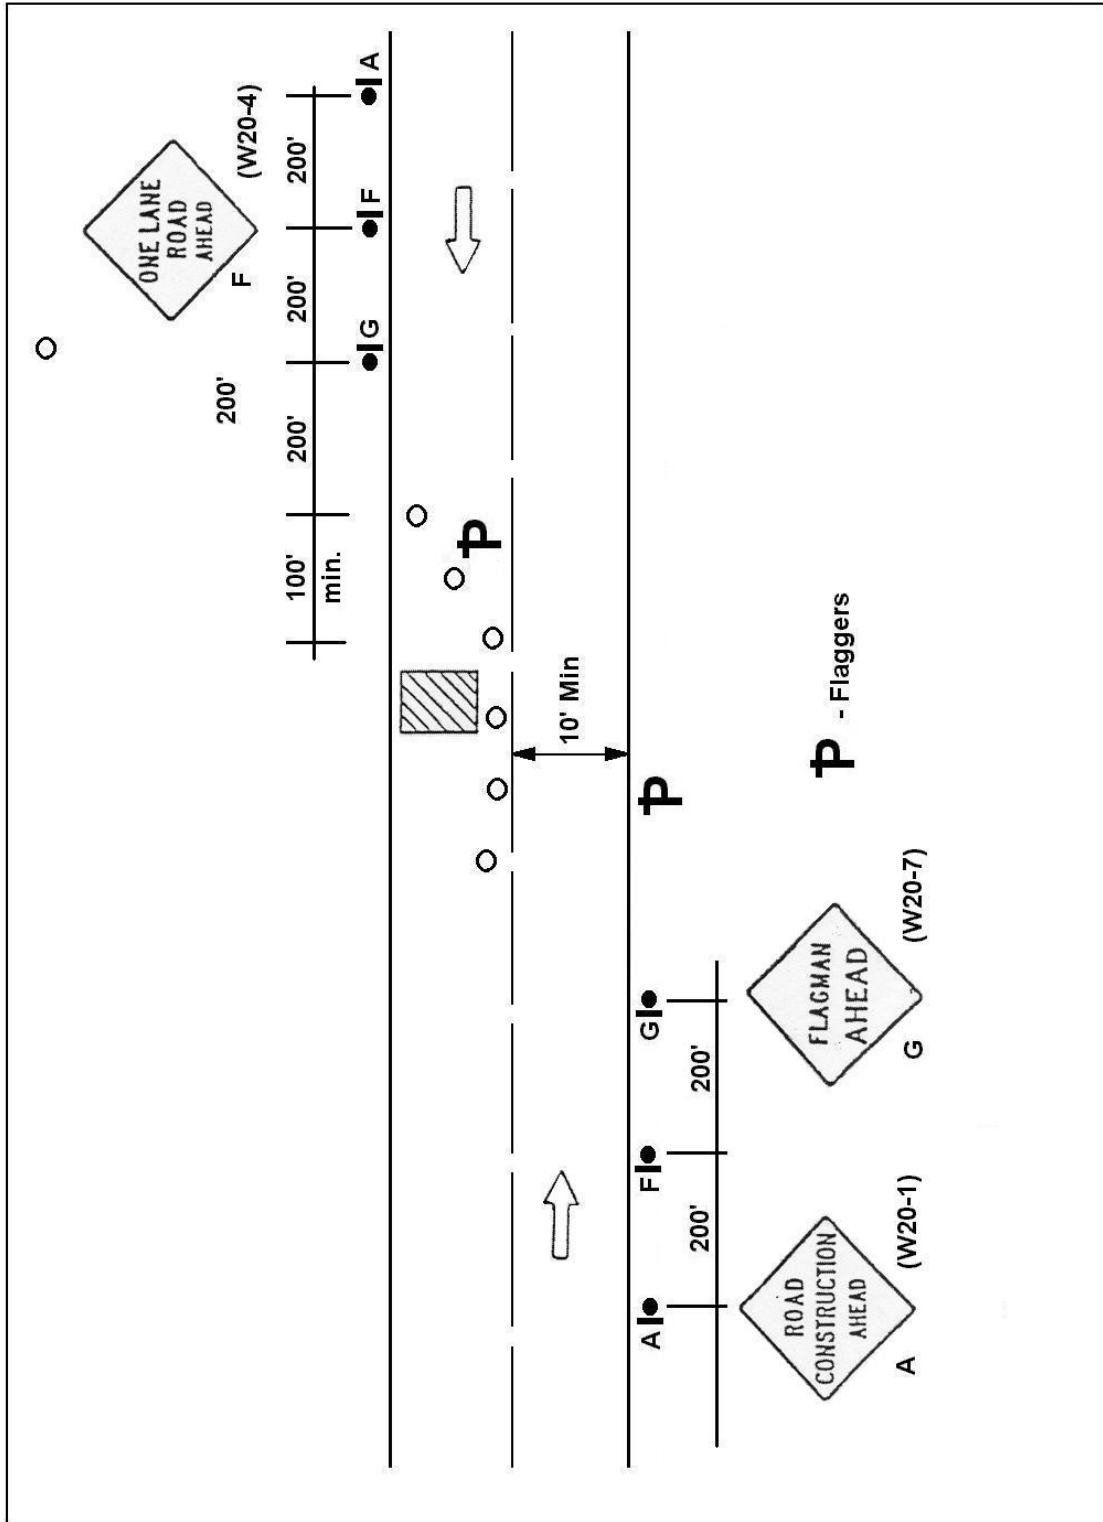 ONE LANE
ROAD
AHEAD
F (W20-4)
200'
100' 200' 200' 200'
min.
G F A
10' Min
A F G
200' 200'
ROAD
CONSTRUCTION
AHEAD
A (W20-1)
FLAGMAN
AHEAD
G (W20-7)
- Flaggers